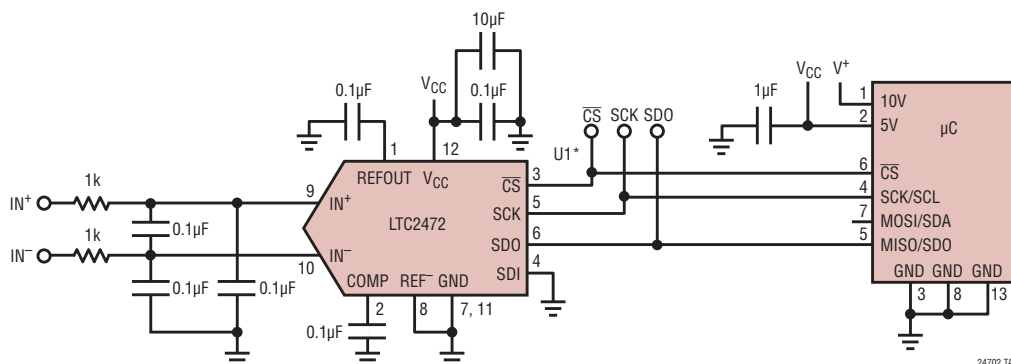 10µF
VCC
0.1µF
0.1µF
1
12
REFOUT
VCC
IN+
1k
9
IN+
0.1µF
LTC2472
IN−
1k
10
IN−
0.1µF
0.1µF
COMP
REF−
GND
2
8
7, 11
0.1µF
CS
SCK
SDO
U1*
3
CS
5
SCK
6
SDO
4
SDI
1µF
VCC
V+
1
10V
2
5V
µC
6
CS
4
SCK/SCL
7
MOSI/SDA
5
MISO/SDO
GND
GND
GND
3
8
13